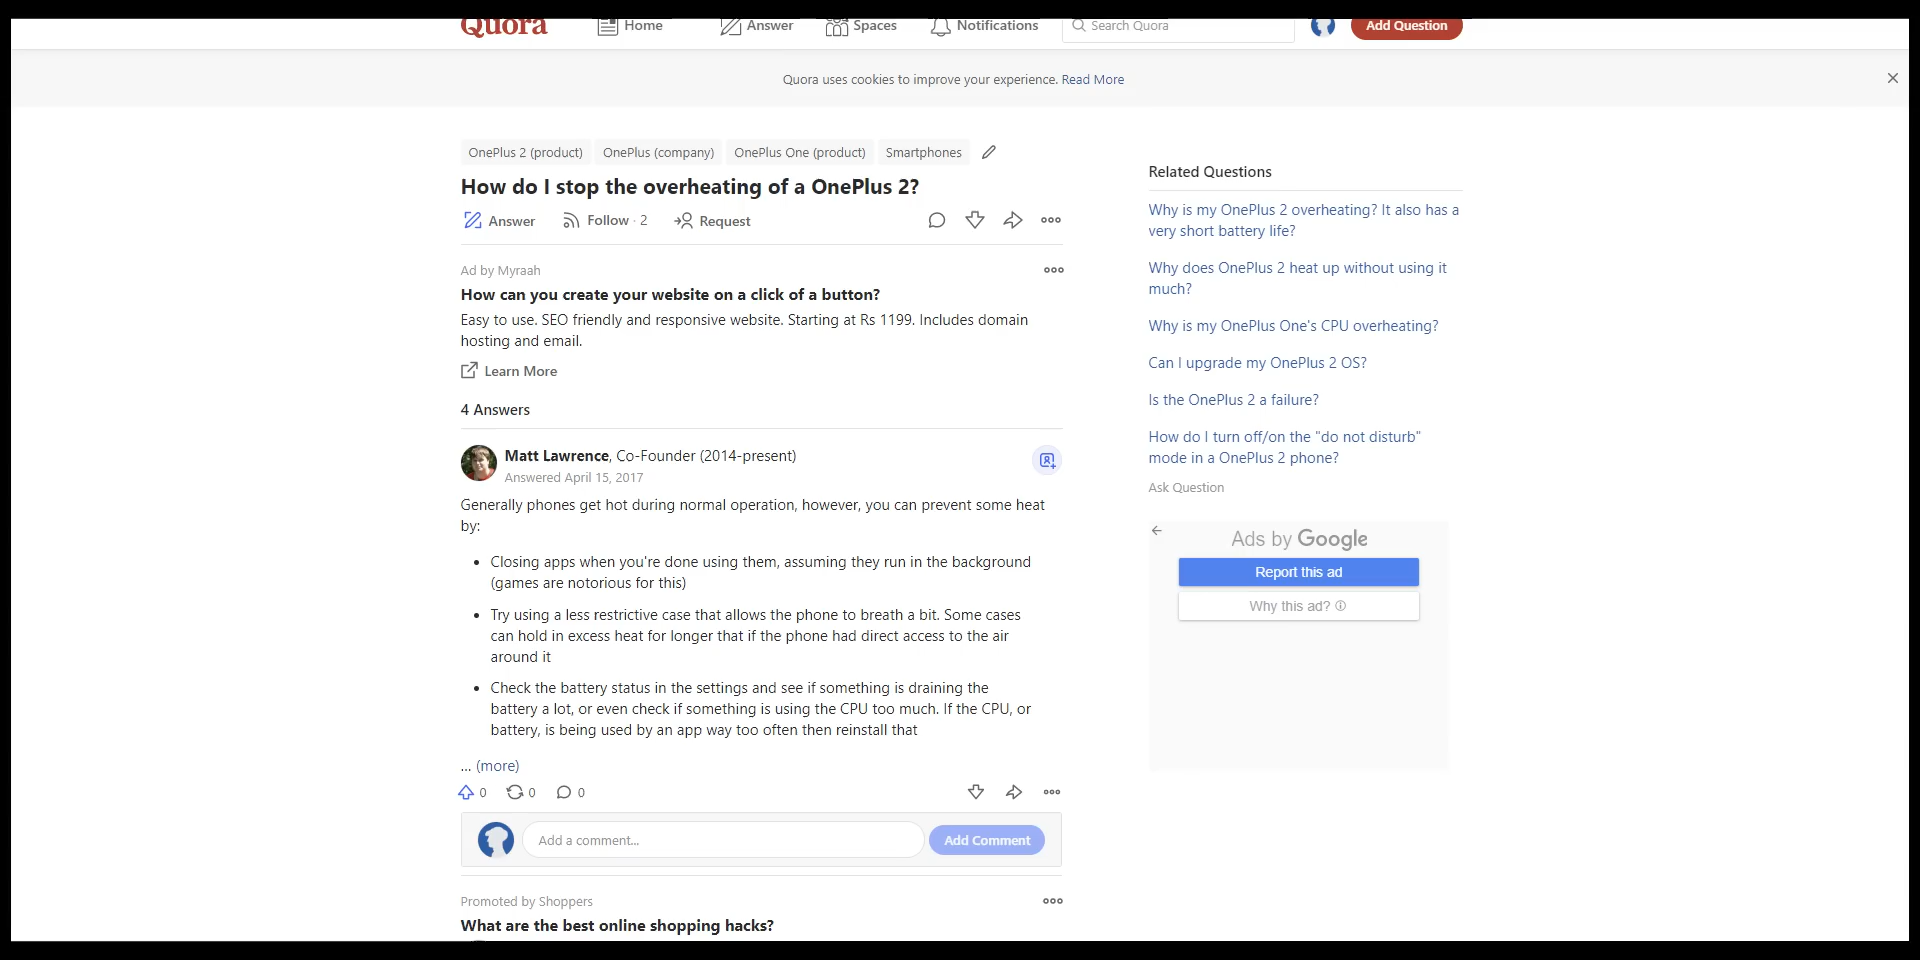 Quora
Home
Answer
Spaces
Notifications
Search Quora
Add Question
Quora uses cookies to improve your experience. Read More
OnePlus 2 (product)
OnePlus (company)
OnePlus One (product)
Smartphones
How do I stop the overheating of a OnePlus 2?
Answer
Follow · 2
Request
Ad by Myraah
How can you create your website on a click of a button?
Easy to use. SEO friendly and responsive website. Starting at Rs 1199. Includes domain
hosting and email.
Learn More
4 Answers
Matt Lawrence, Co-Founder (2014-present)
Answered April 15, 2017
Generally phones get hot during normal operation, however, you can prevent some heat
by:
• Closing apps when you're done using them, assuming they run in the background
(games are notorious for this)
• Try using a less restrictive case that allows the phone to breath a bit. Some cases
can hold in excess heat for longer that if the phone had direct access to the air
around it
• Check the battery status in the settings and see if something is draining the
battery a lot, or even check if something is using the CPU too much. If the CPU, or
battery, is being used by an app way too often then reinstall that
... (more)
0
0
0
Add a comment...
Add Comment
Promoted by Shoppers
What are the best online shopping hacks?
Related Questions
Why is my OnePlus 2 overheating? It also has a
very short battery life?
Why does OnePlus 2 heat up without using it
much?
Why is my OnePlus One's CPU overheating?
Can I upgrade my OnePlus 2 OS?
Is the OnePlus 2 a failure?
How do I turn off/on the "do not disturb"
mode in a OnePlus 2 phone?
Ask Question
Ads by Google
Report this ad
Why this ad?